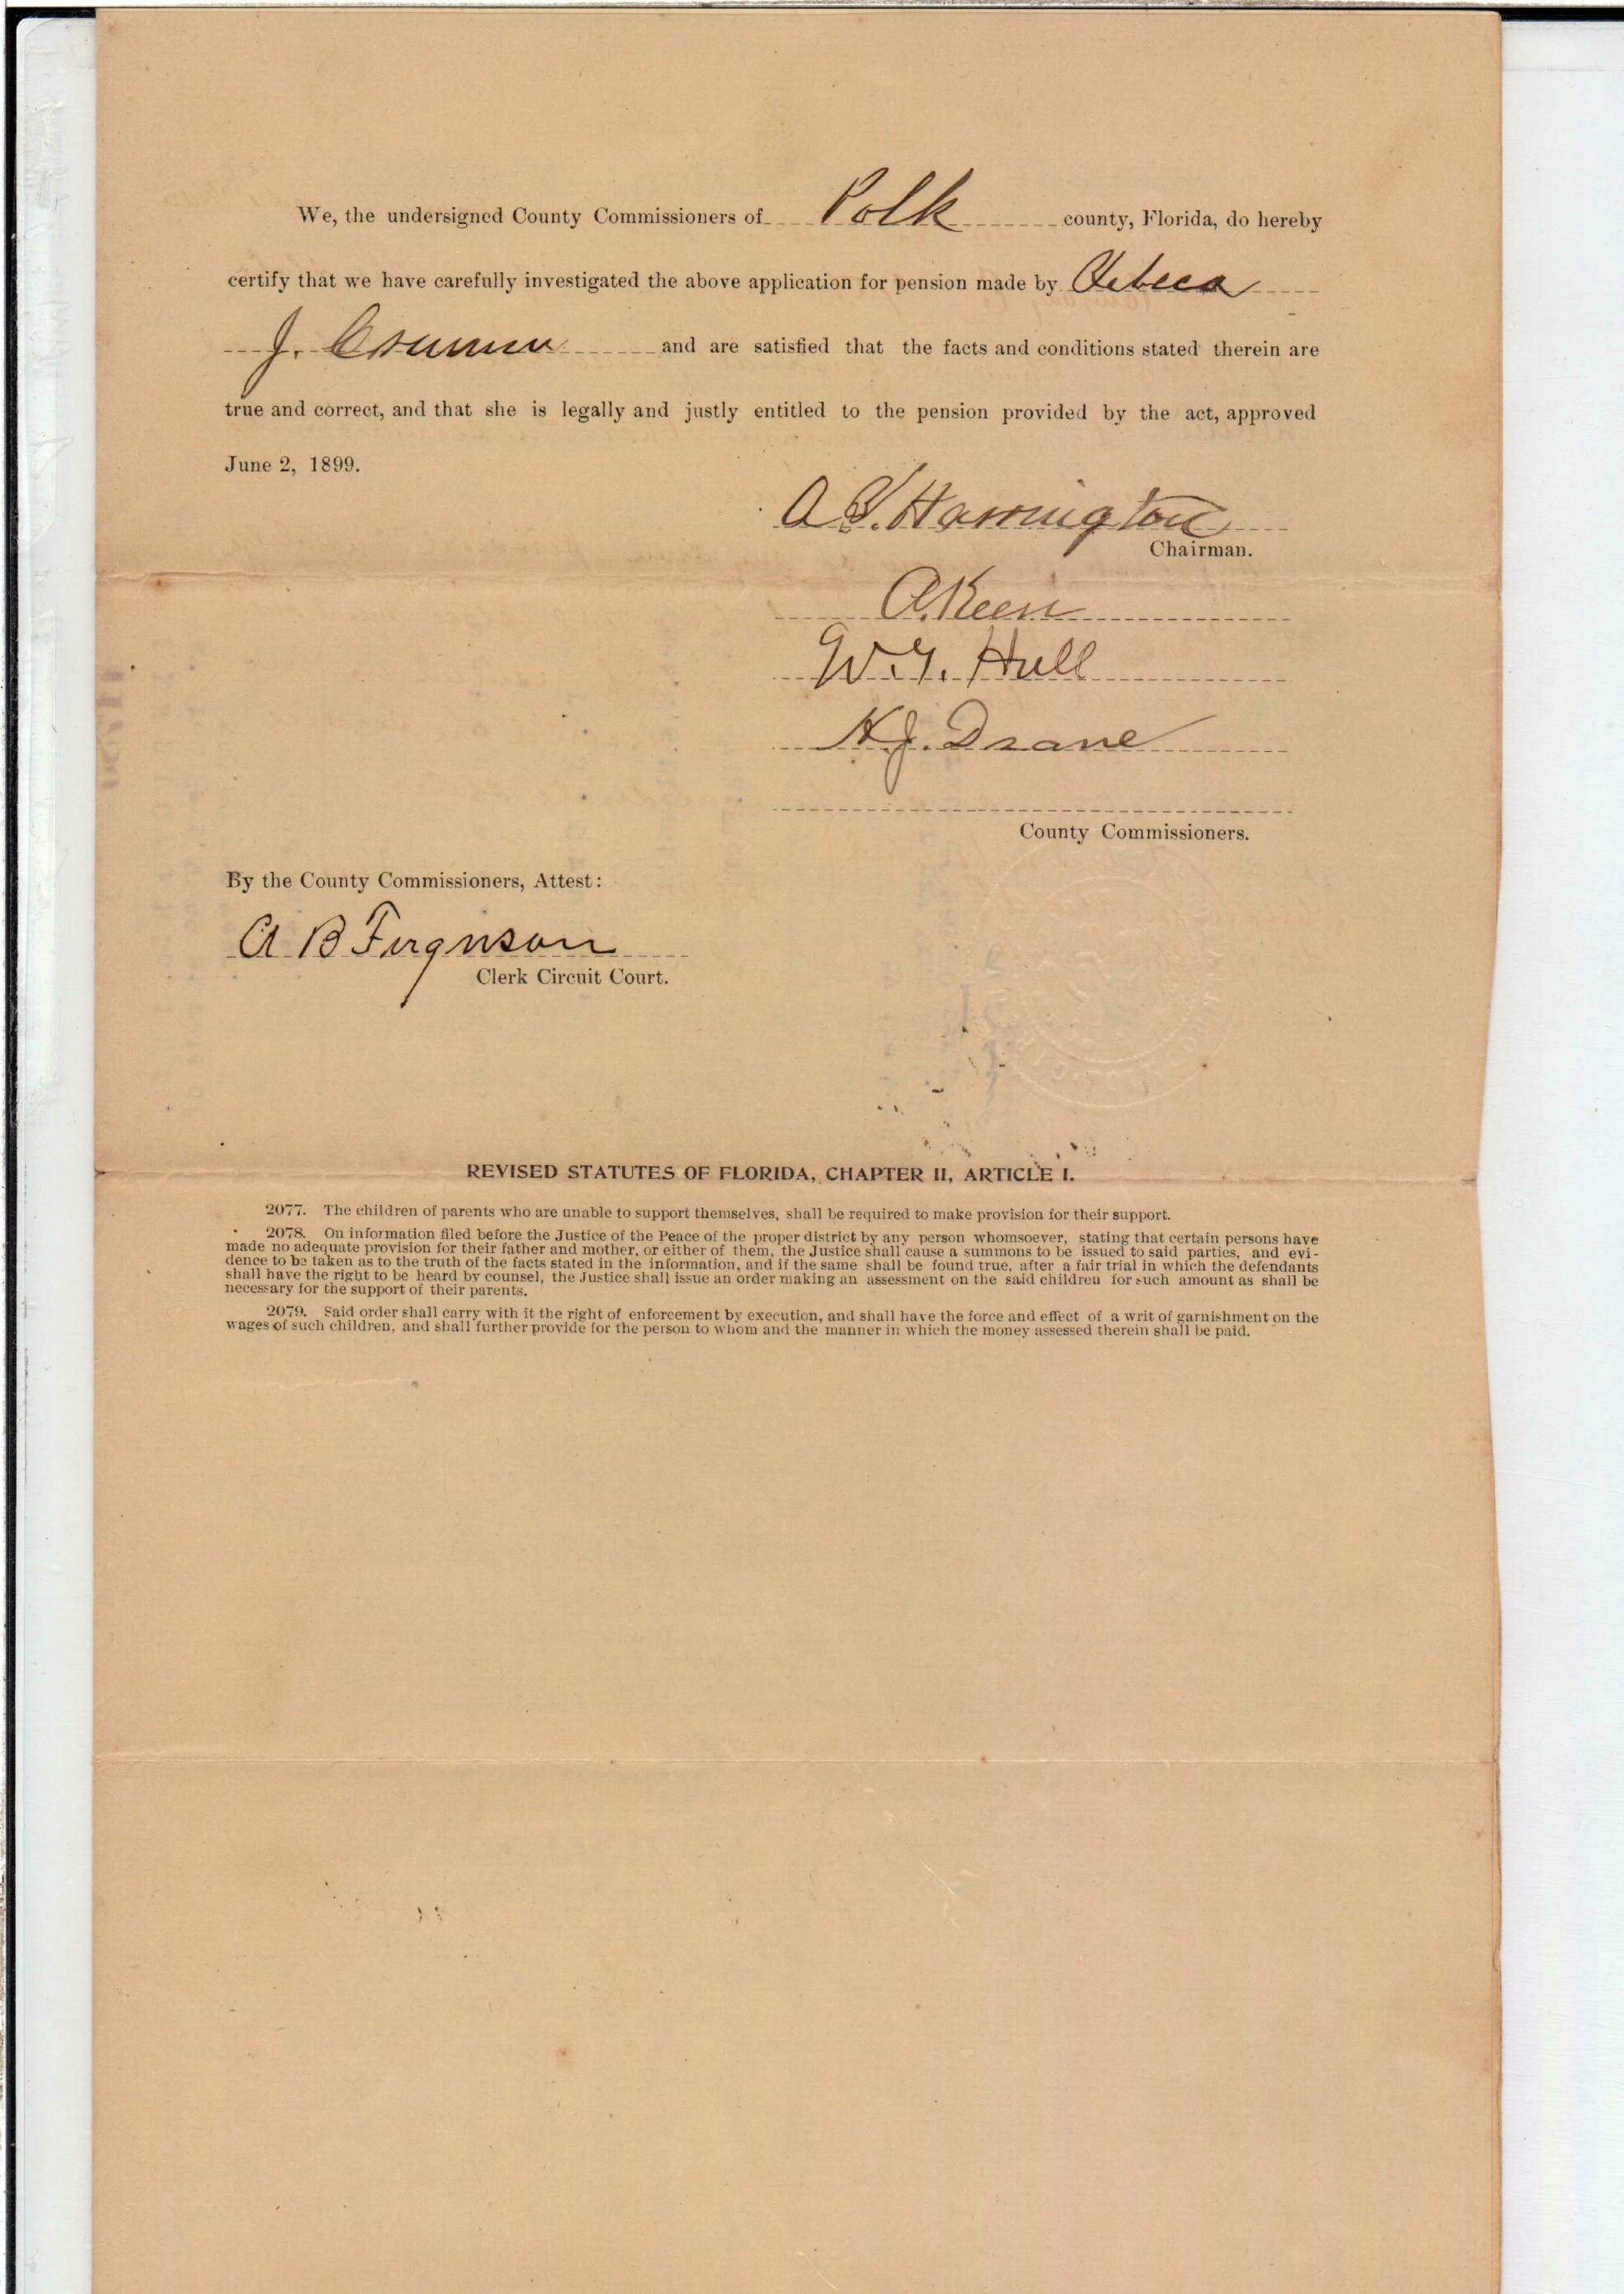 We, the undersigned County Commissioners of Polk county, Florida, do hereby
certify that we have carefully investigated the above application for pension made by Rebeca
J. and are satisfied that the facts and conditions stated therein are
true and correct, and that she is legally and justly entitled to the pension provided by the act, approved
June 2, 1899.
Harrington
Chairman.
A. Keen
W. T. Hull
H. J. Drane
County Commissioners.
By the County Commissioners, Attest:
A B Ferguson
Clerk Circuit Court.
REVISED STATUTES OF FLORIDA, CHAPTER II, ARTICLE I.
2077. The children of parents who are unable to support themselves, shall be required to make provision for their support.
2078. On information filed before the Justice of the Peace of the proper district by any person whomsoever, stating that certain persons have
made no adequate provision for their father and mother, or either of them, the Justice shall cause a summons to be issued to said parties, and evi-
dence to be taken as to the truth of the facts stated in the information, and if the same shall be found true, after a fair trial in which the defendants
shall have the right to be heard by counsel, the Justice shall issue an order making an assessment on the said children for such amount as shall be
necessary for the support of their parents.
2079. Said order shall carry with it the right of enforcement by execution, and shall have the force and effect of a writ of garnishment on the
wages of such children, and shall further provide for the person to whom and the manner in which the money assessed therein shall be paid.